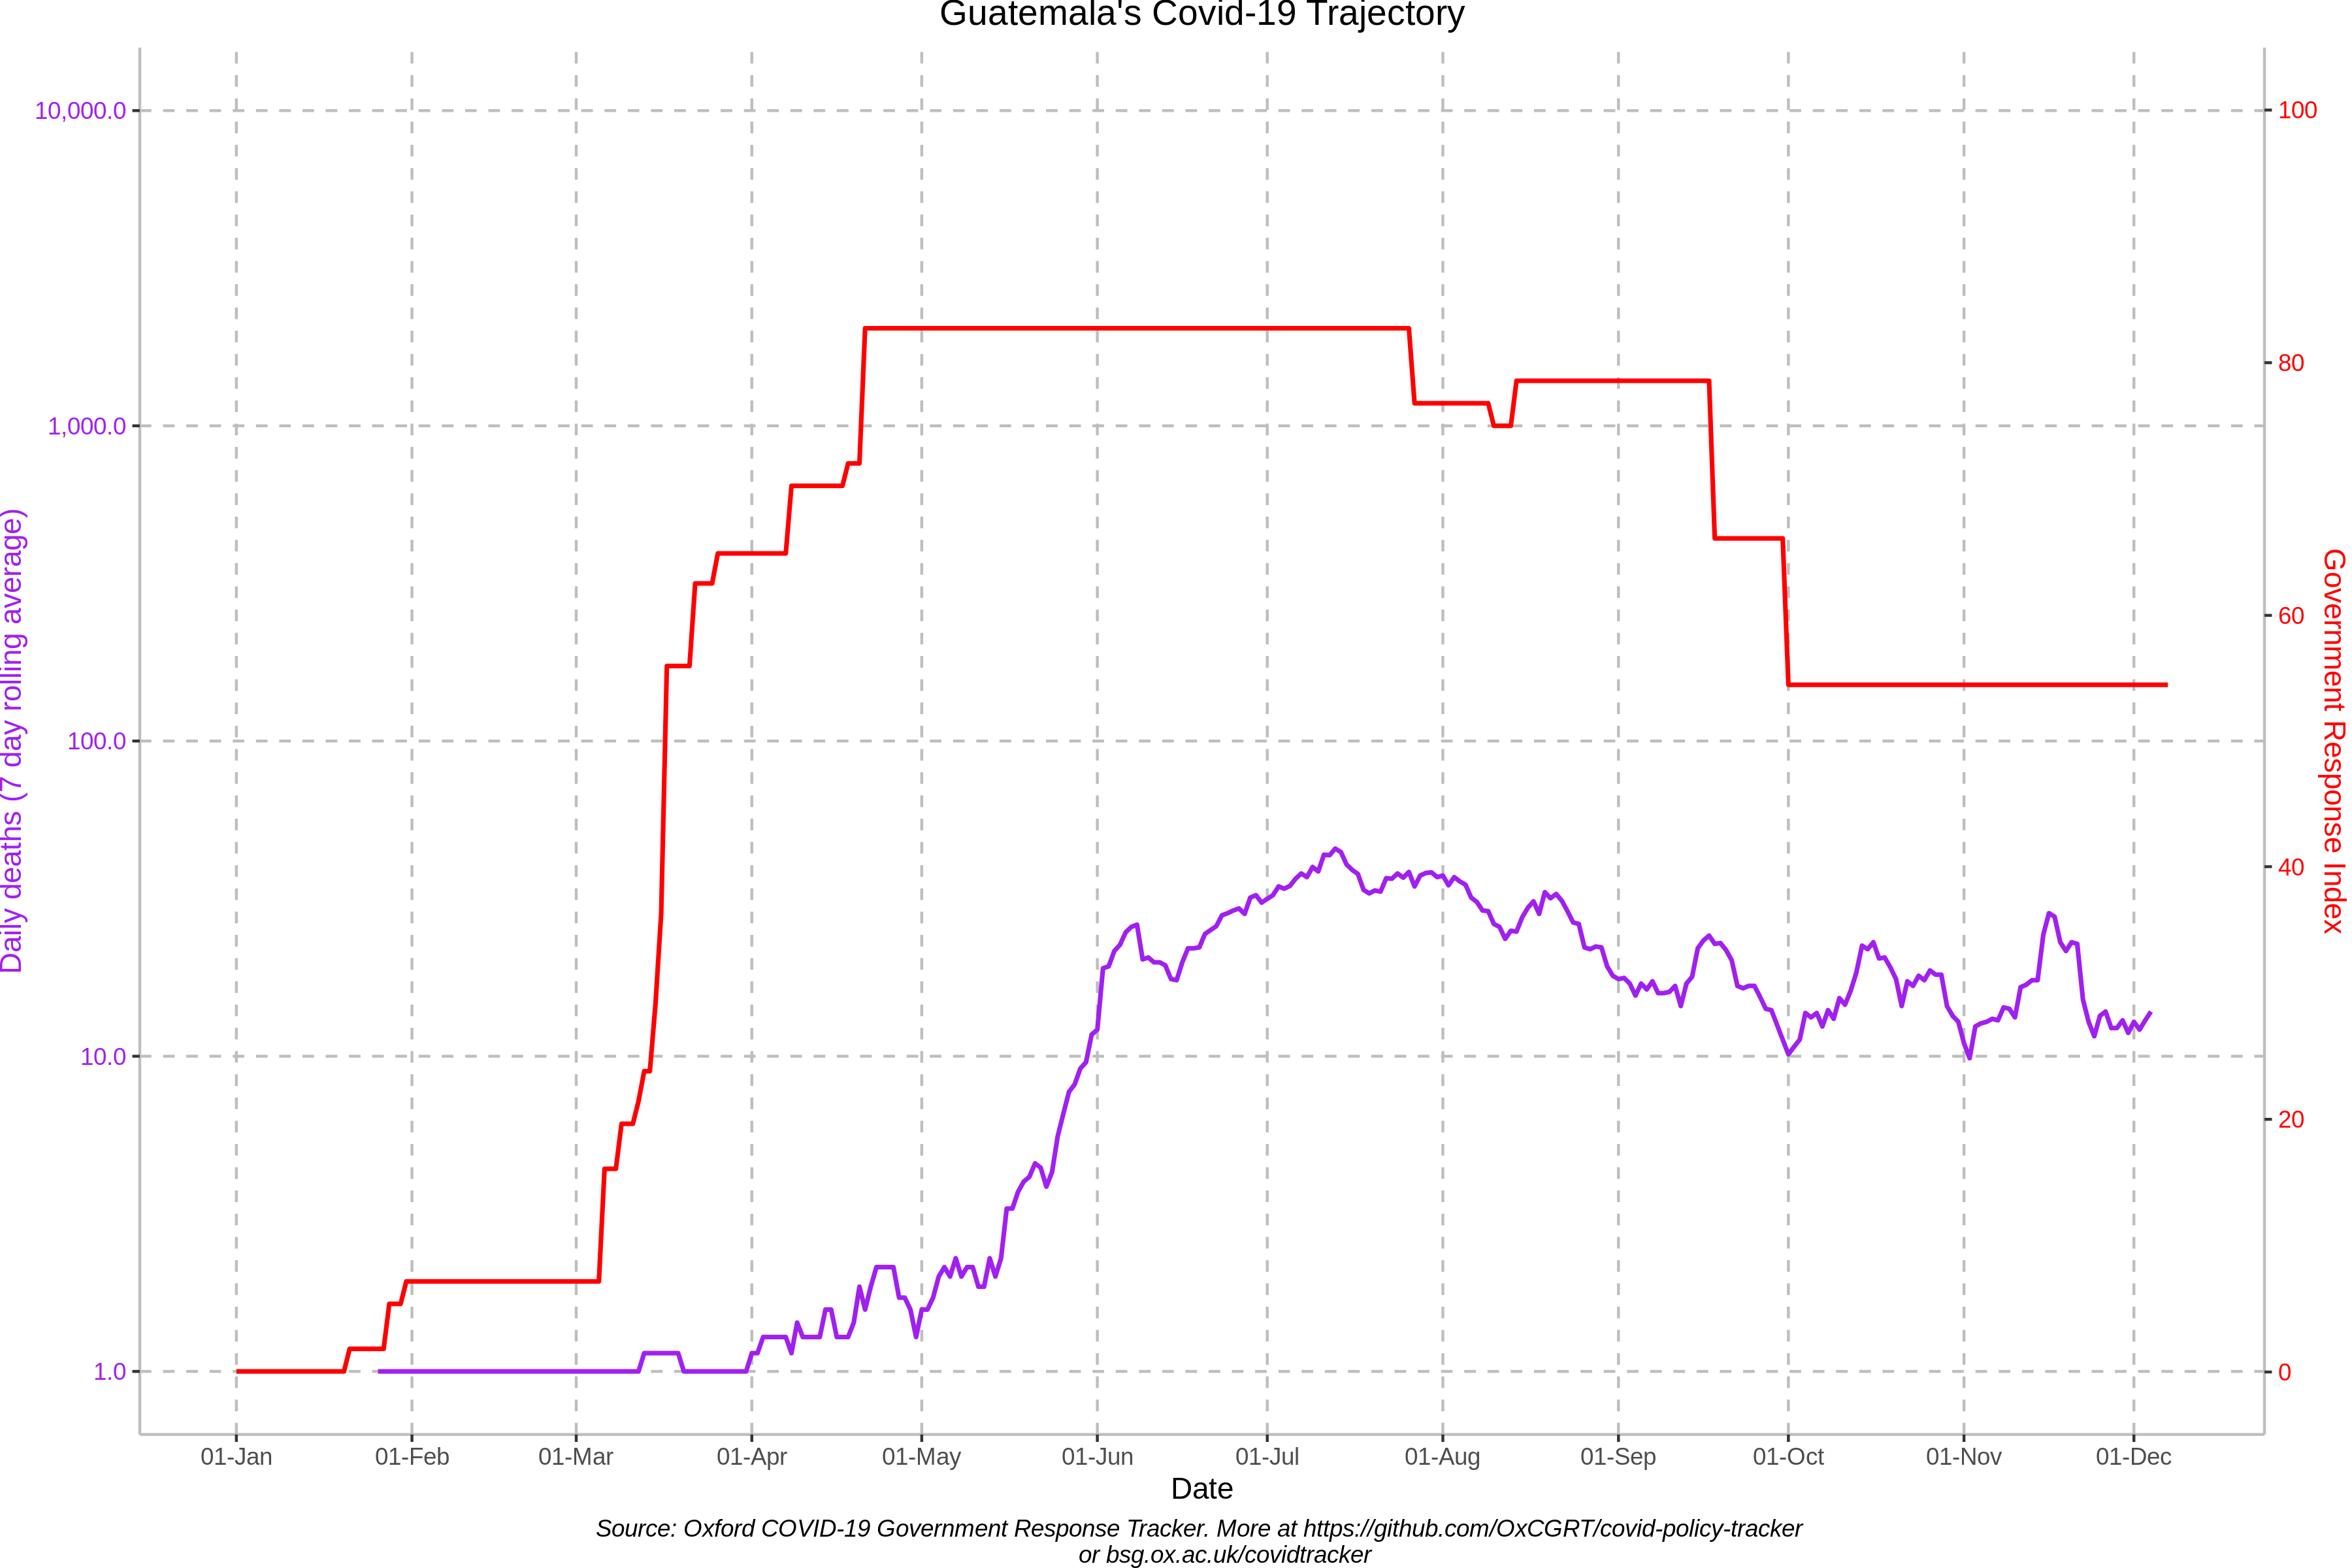 Guatemala's Covid-19 Trajectory
10,000.0
1,000.0
100.0
10.0
1.0
Daily deaths (7 day rolling average)
100
80
60
40
20
0
Government Response Index
01-Jan 01-Feb 01-Mar 01-Apr 01-May 01-Jun 01-Jul 01-Aug 01-Sep 01-Oct 01-Nov 01-Dec
Date
Source: Oxford COVID-19 Government Response Tracker. More at https://github.com/OxCGRT/covid-policy-tracker
or bsg.ox.ac.uk/covidtracker